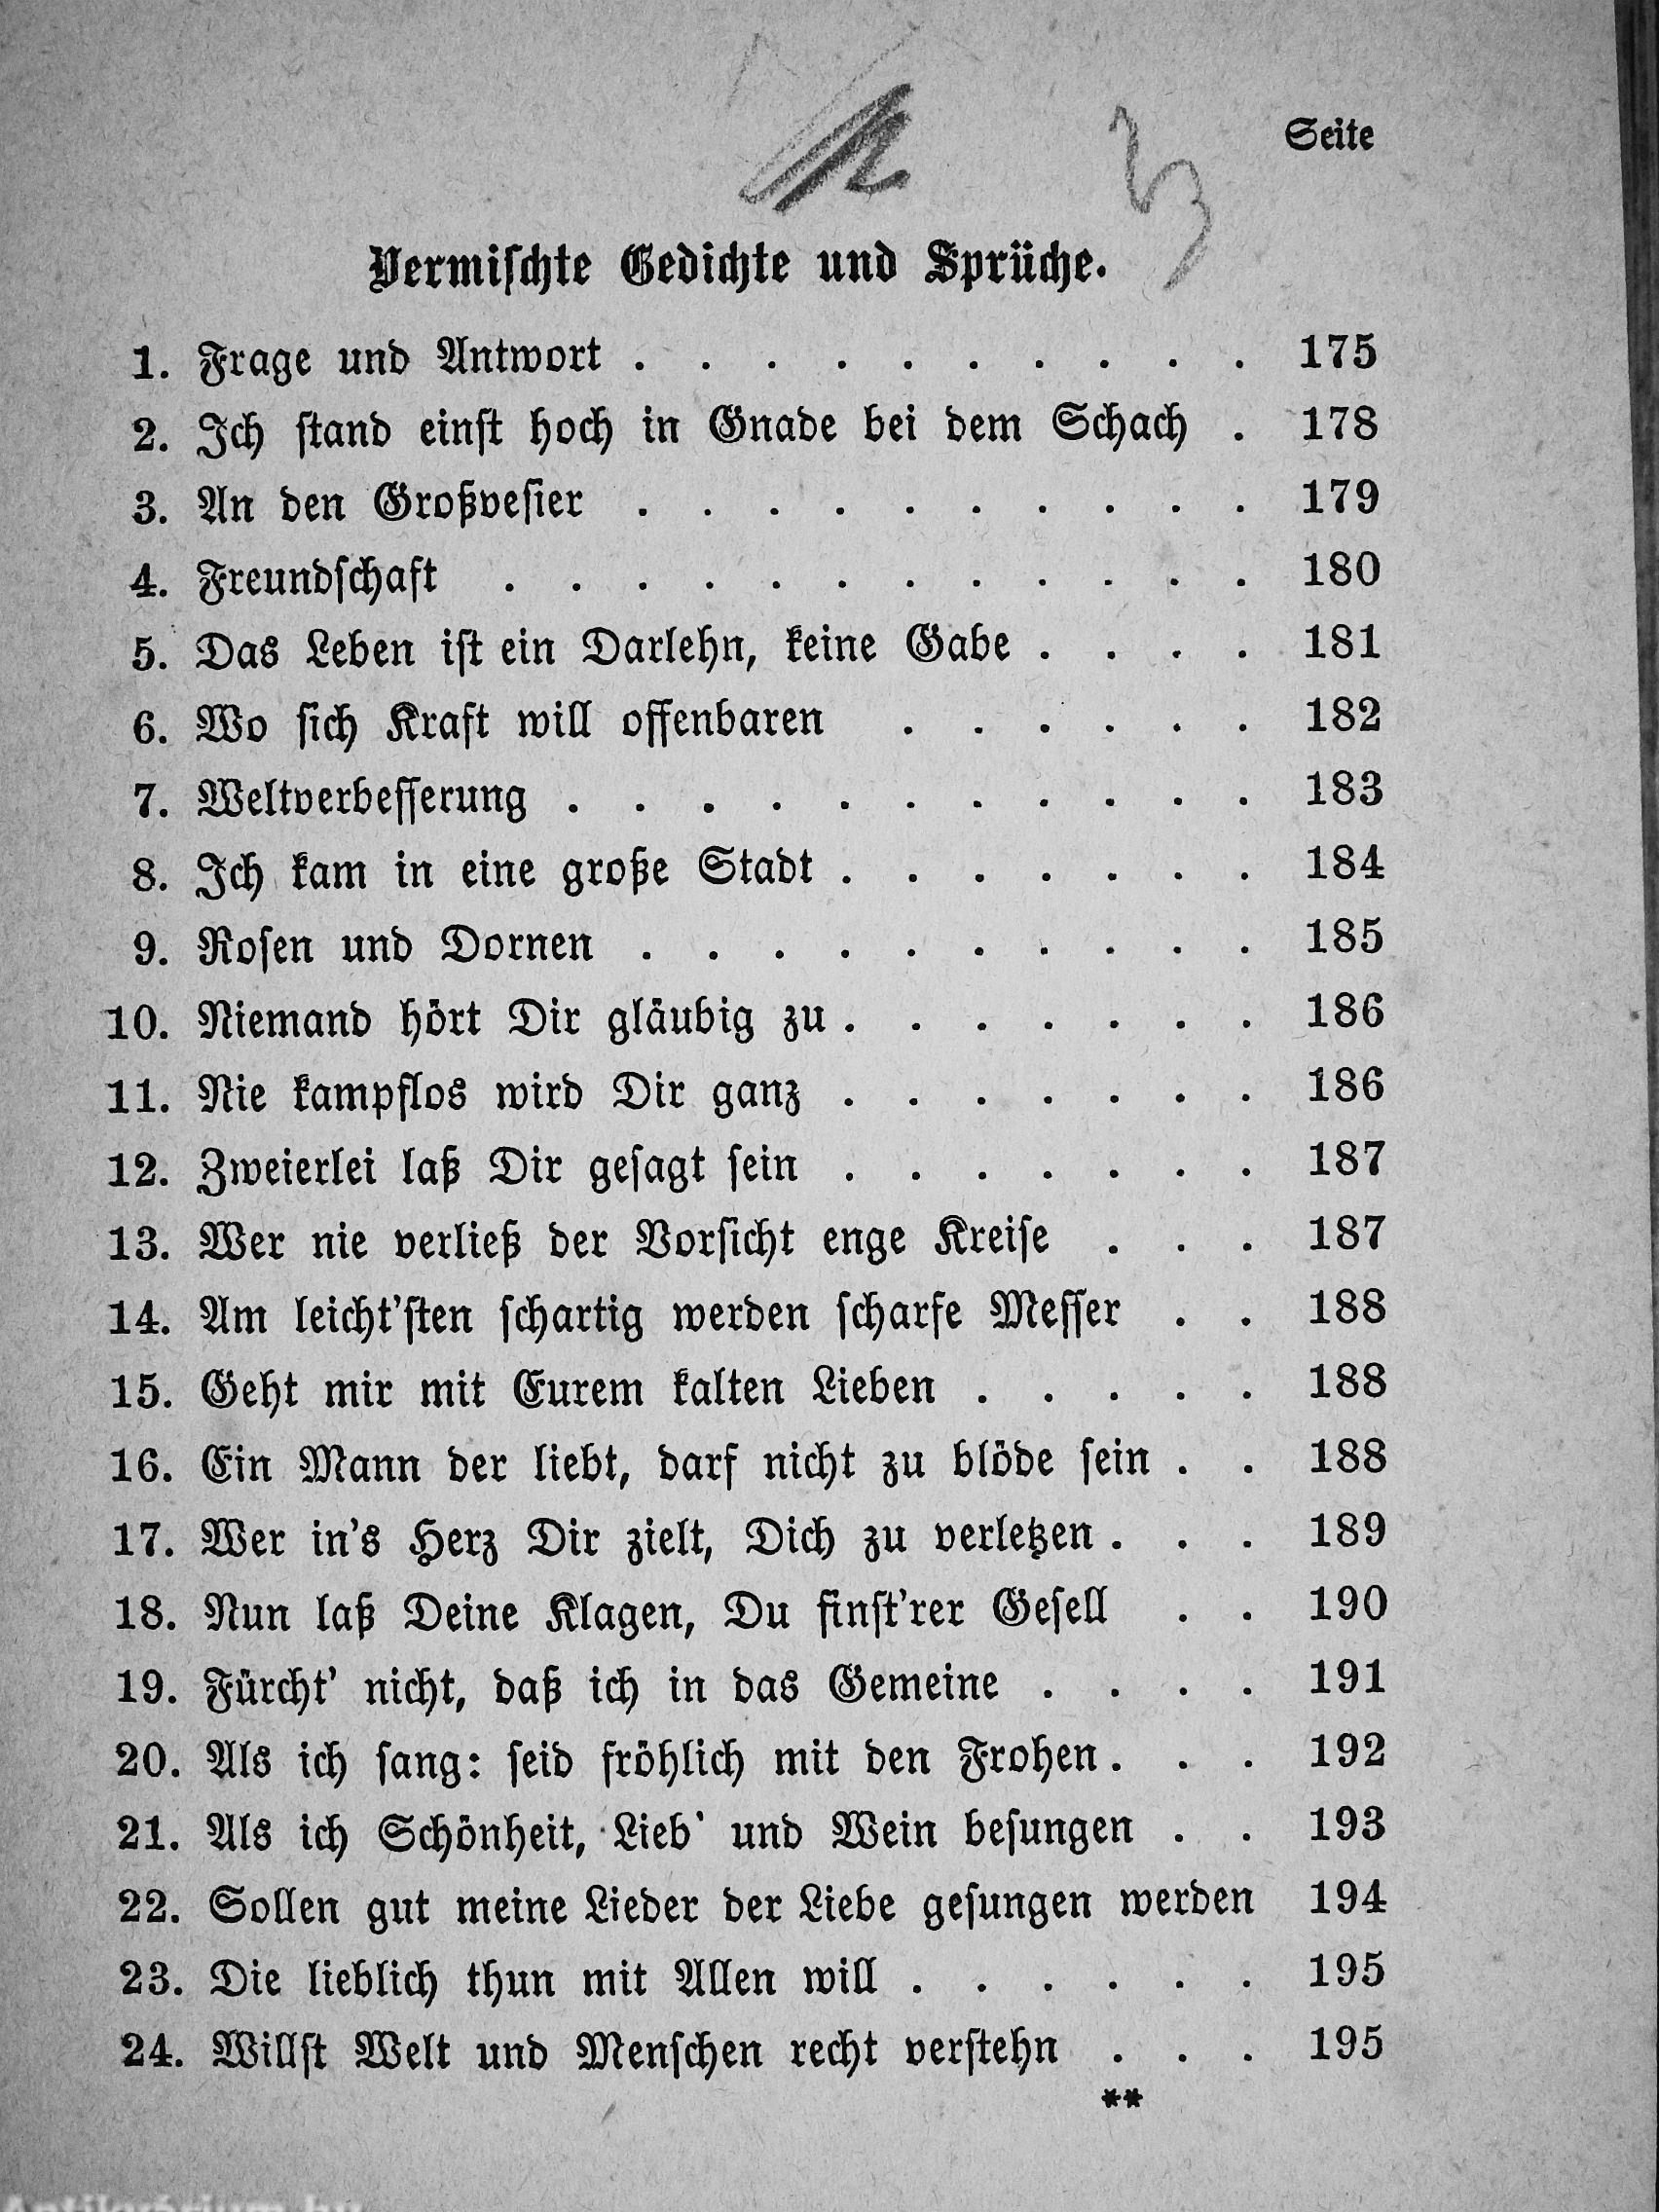 Seite
Vermischte Gedichte und Sprüche.
1. Frage und Antwort . . . . . . . . . . 175
2. Ich stand einst hoch in Gnade bei dem Schach . 178
3. An den Großvesier . . . . . . . . . . 179
4. Freundschaft . . . . . . . . . . . . 180
5. Das Leben ist ein Darlehn, keine Gabe . . . . 181
6. Wo sich Kraft will offenbaren . . . . . . 182
7. Weltverbesserung . . . . . . . . . . . 183
8. Ich kam in eine große Stadt . . . . . . . 184
9. Rosen und Dornen . . . . . . . . . . 185
10. Niemand hört Dir gläubig zu . . . . . . . 186
11. Nie kampflos wird Dir ganz . . . . . . . 186
12. Zweierlei laß Dir gesagt sein . . . . . . . 187
13. Wer nie verließ der Vorsicht enge Kreise . . . 187
14. Am leicht'sten schartig werden scharfe Messer . . 188
15. Geht mir mit Eurem kalten Lieben . . . . . 188
16. Ein Mann der liebt, darf nicht zu blöde sein . . 188
17. Wer in's Herz Dir zielt, Dich zu verletzen . . . 189
18. Nun laß Deine Klagen, Du finst'rer Gesell . . 190
19. Fürcht' nicht, daß ich in das Gemeine . . . . 191
20. Als ich sang: seid fröhlich mit den Frohen . . . 192
21. Als ich Schönheit, Lieb' und Wein besungen . . 193
22. Sollen gut meine Lieder der Liebe gesungen werden 194
23. Die lieblich thun mit Allen will . . . . . . 195
24. Willst Welt und Menschen recht verstehn . . . 195
**